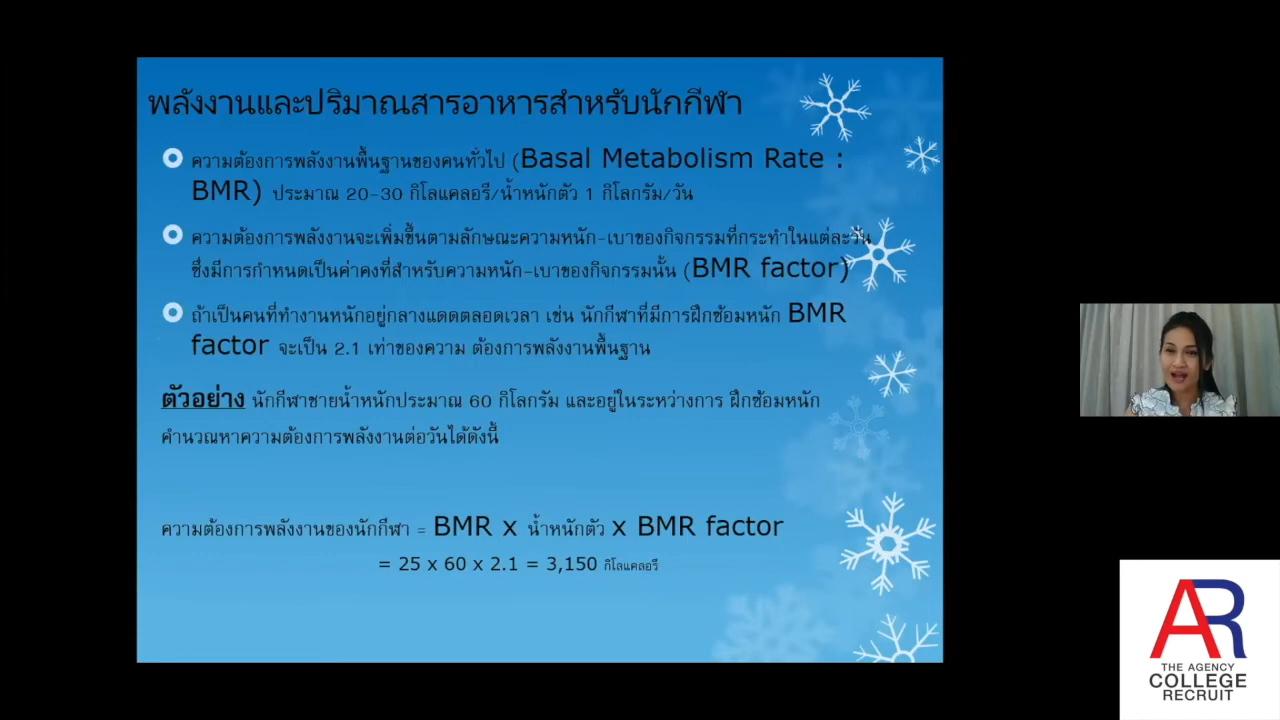 พลังงานและปริมาณสารอาหารสำหรับนักกีฬา
ความต้องการพลังงานพื้นฐานของคนทั่วไป (Basal Metabolism Rate :
BMR) ประมาณ 20-30 กิโลแคลอรี/น้ำหนักตัว 1 กิโลกรัม/วัน
ความต้องการพลังงานจะเพิ่มขึ้นตามลักษณะความหนัก-เบาของกิจกรรมที่กระทำในแต่ละวัน
ซึ่งมีการกำหนดเป็นค่าคงที่สำหรับความหนัก-เบาของกิจกรรมนั้น (BMR factor)
ถ้าเป็นคนที่ทำงานหนักอยู่กลางแดดตลอดเวลา เช่น นักกีฬาที่มีการฝึกซ้อมหนัก BMR
factor จะเป็น 2.1 เท่าของความ ต้องการพลังงานพื้นฐาน
ตัวอย่าง นักกีฬาชายน้ำหนักประมาณ 60 กิโลกรัม และอยู่ในระหว่างการ ฝึกซ้อมหนัก
คำนวณหาความต้องการพลังงานต่อวันได้ดังนี้
ความต้องการพลังงานของนักกีฬา = BMR x น้ำหนักตัว x BMR factor
= 25 x 60 x 2.1 = 3,150 กิโลแคลอรี
AR
THE AGENCY
COLLEGE
RECRUIT